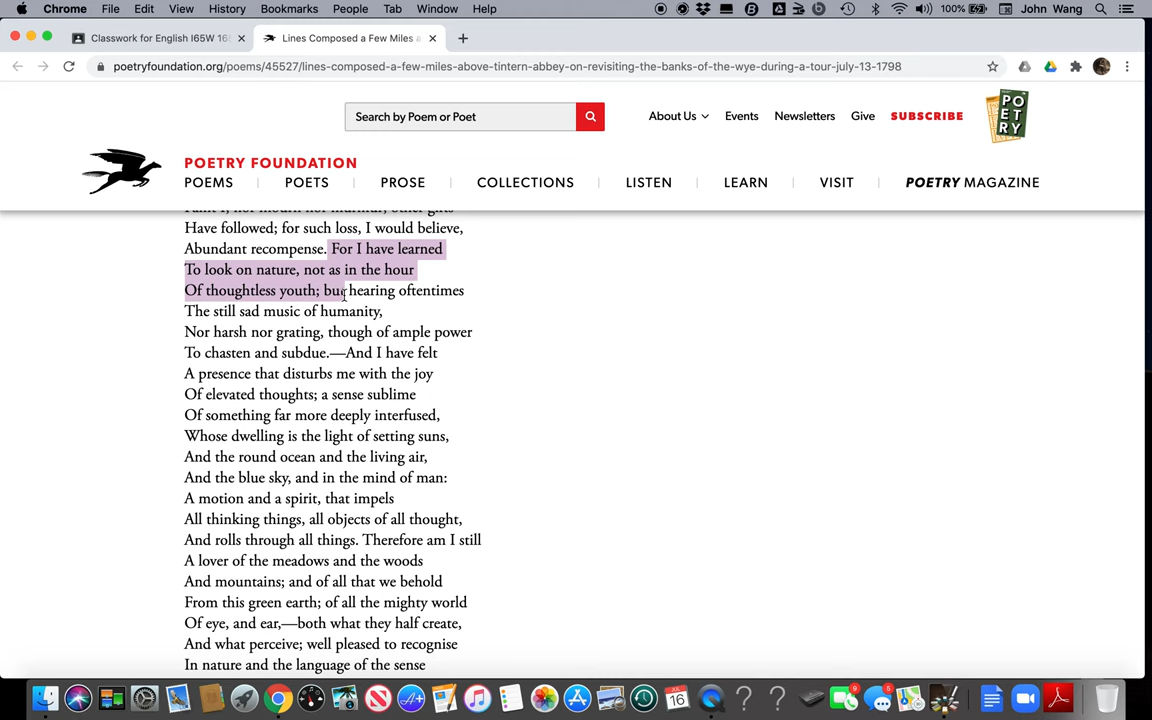 Chrome File Edit View History Bookmarks People Tab Window Help 100% John Wang
Classwork for English I65W 160
Lines Composed a Few Miles a
poetryfoundation.org/poems/45527/lines-composed-a-few-miles-above-tintern-abbey-on-revisiting-the-banks-of-the-wye-during-a-tour-july-13-1798
Search by Poem or Poet
About Us Events Newsletters Give SUBSCRIBE
POETRY
POETRY FOUNDATION
POEMS POETS PROSE COLLECTIONS LISTEN LEARN VISIT POETRY MAGAZINE
Have followed; for such loss, I would believe,
Abundant recompense. For I have learned
To look on nature, not as in the hour
Of thoughtless youth; but hearing oftentimes
The still sad music of humanity,
Nor harsh nor grating, though of ample power
To chasten and subdue.—And I have felt
A presence that disturbs me with the joy
Of elevated thoughts; a sense sublime
Of something far more deeply interfused,
Whose dwelling is the light of setting suns,
And the round ocean and the living air,
And the blue sky, and in the mind of man:
A motion and a spirit, that impels
All thinking things, all objects of all thought,
And rolls through all things. Therefore am I still
A lover of the meadows and the woods
And mountains; and of all that we behold
From this green earth; of all the mighty world
Of eye, and ear,—both what they half create,
And what perceive; well pleased to recognise
In nature and the language of the sense
JUL
16
9
5